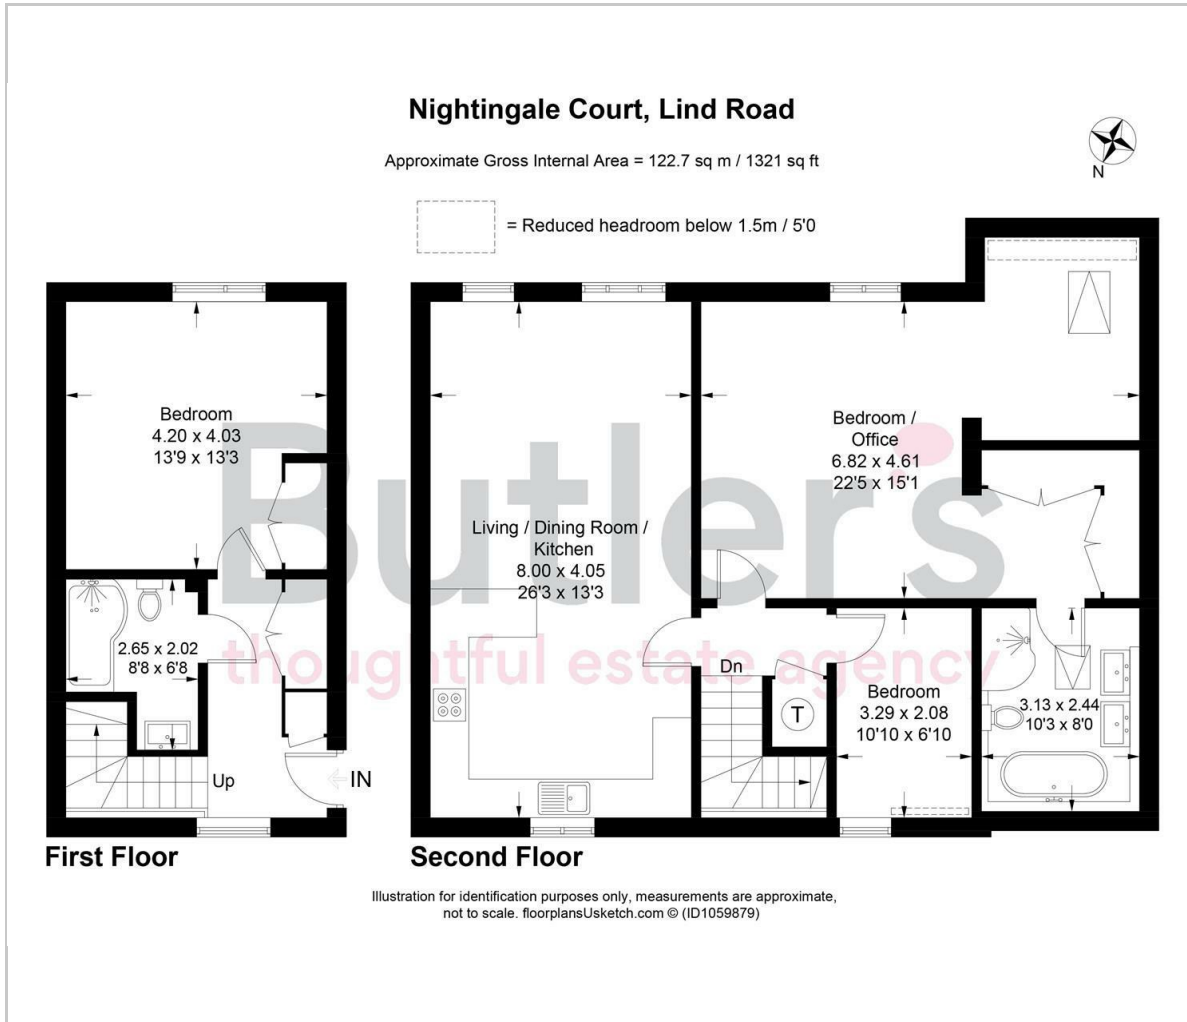 Nightingale Court, Lind Road
Approximate Gross Internal Area = 122.7 sq m / 1321 sq ft
N
= Reduced headroom below 1.5m / 5'0
Bedroom
4.20 x 4.03
13'9 x 13'3
2.65 x 2.02
8'8 x 6'8
Up
IN
First Floor
Living / Dining Room /
Kitchen
8.00 x 4.05
26'3 x 13'3
Bedroom /
Office
6.82 x 4.61
22'5 x 15'1
Dn
T
Bedroom
3.29 x 2.08
10'10 x 6'10
3.13 x 2.44
10'3 x 8'0
Second Floor
Butler's
thoughtful estate agency
Illustration for identification purposes only, measurements are approximate,
not to scale. floorplansUsketch.com © (ID1059879)